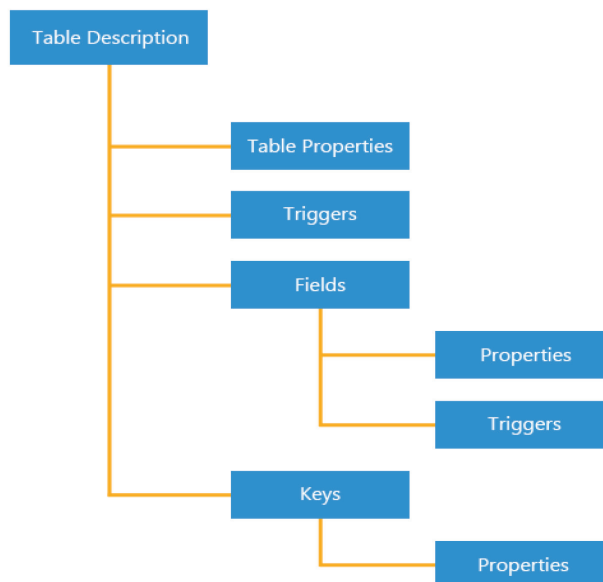 Table Description
Table Properties
Triggers
Fields
Properties
Triggers
Keys
Properties